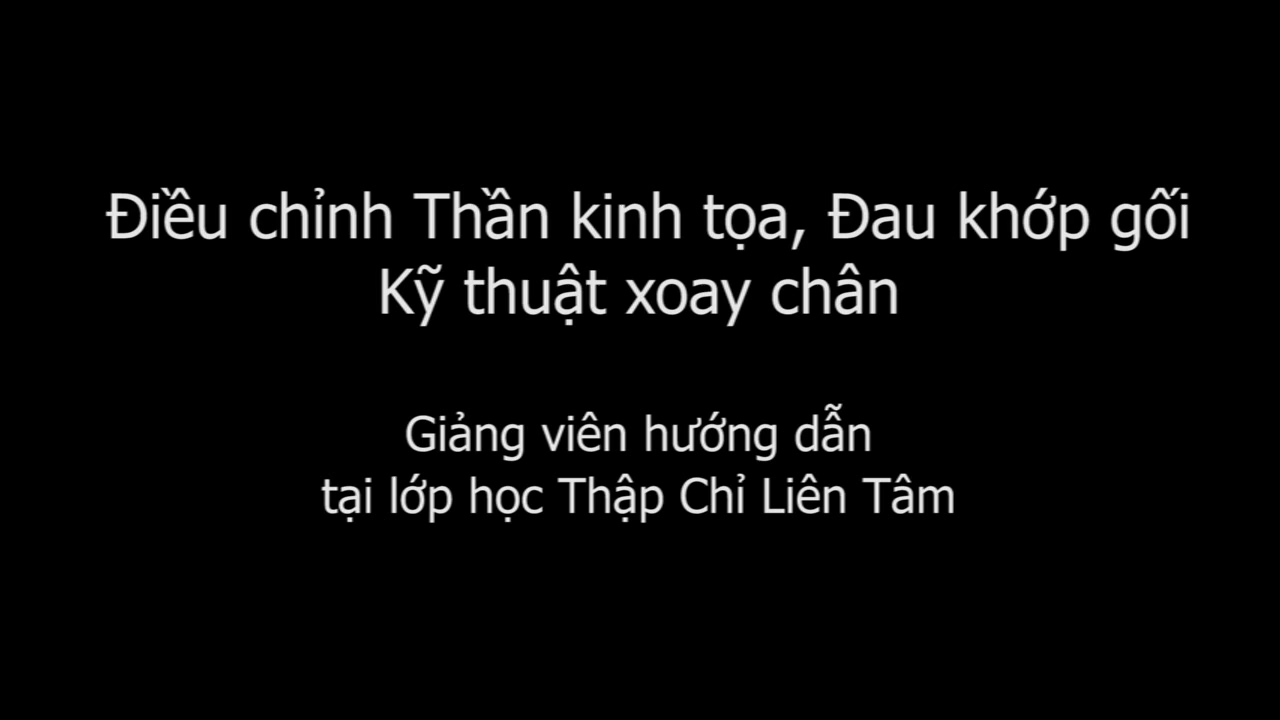 Điều chỉnh Thần kinh tọa, Đau khớp gối
Kỹ thuật xoay chân
Giảng viên hướng dẫn
tại lớp học Thập Chỉ Liên Tâm